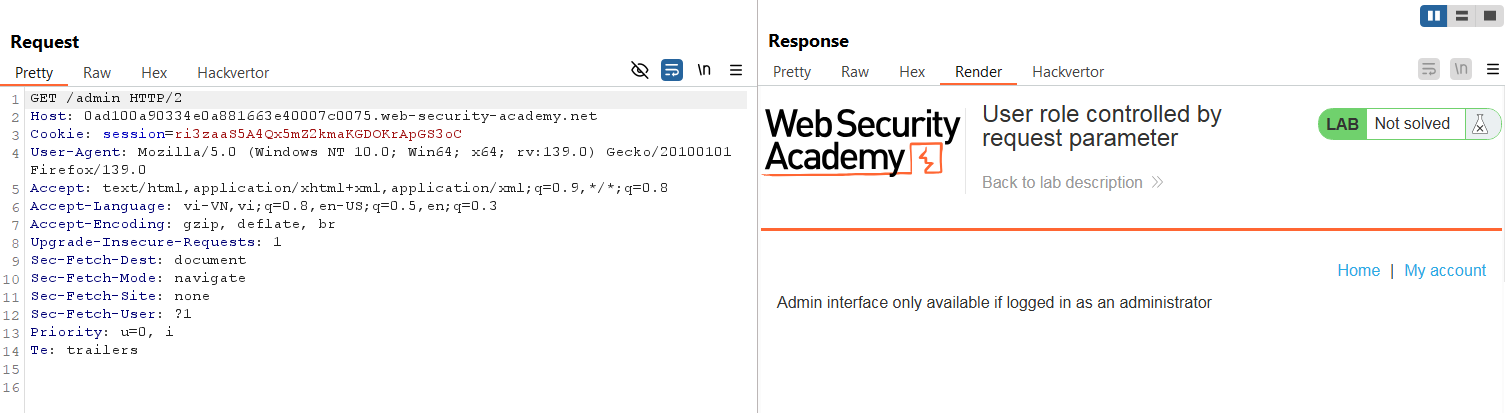 Request
Pretty Raw Hex Hackvertor \n
1 GET /admin HTTP/2
2 Host: 0ad100a90334e0a881663e40007c0075.web-security-academy.net
3 Cookie: session=ri3zaaS5A4Qx5mZ2kmaKGDOKrApGS3oC
4 User-Agent: Mozilla/5.0 (Windows NT 10.0; Win64; x64; rv:139.0) Gecko/20100101
Firefox/139.0
5 Accept: text/html,application/xhtml+xml,application/xml;q=0.9,*/*;q=0.8
6 Accept-Language: vi-VN,vi;q=0.8,en-US;q=0.5,en;q=0.3
7 Accept-Encoding: gzip, deflate, br
8 Upgrade-Insecure-Requests: 1
9 Sec-Fetch-Dest: document
10 Sec-Fetch-Mode: navigate
11 Sec-Fetch-Site: none
12 Sec-Fetch-User: ?1
13 Priority: u=0, i
14 Te: trailers
15
16
Response
Pretty Raw Hex Render Hackvertor \n
Web Security
Academy
User role controlled by
request parameter
Back to lab description
LAB Not solved
Home | My account
Admin interface only available if logged in as an administrator